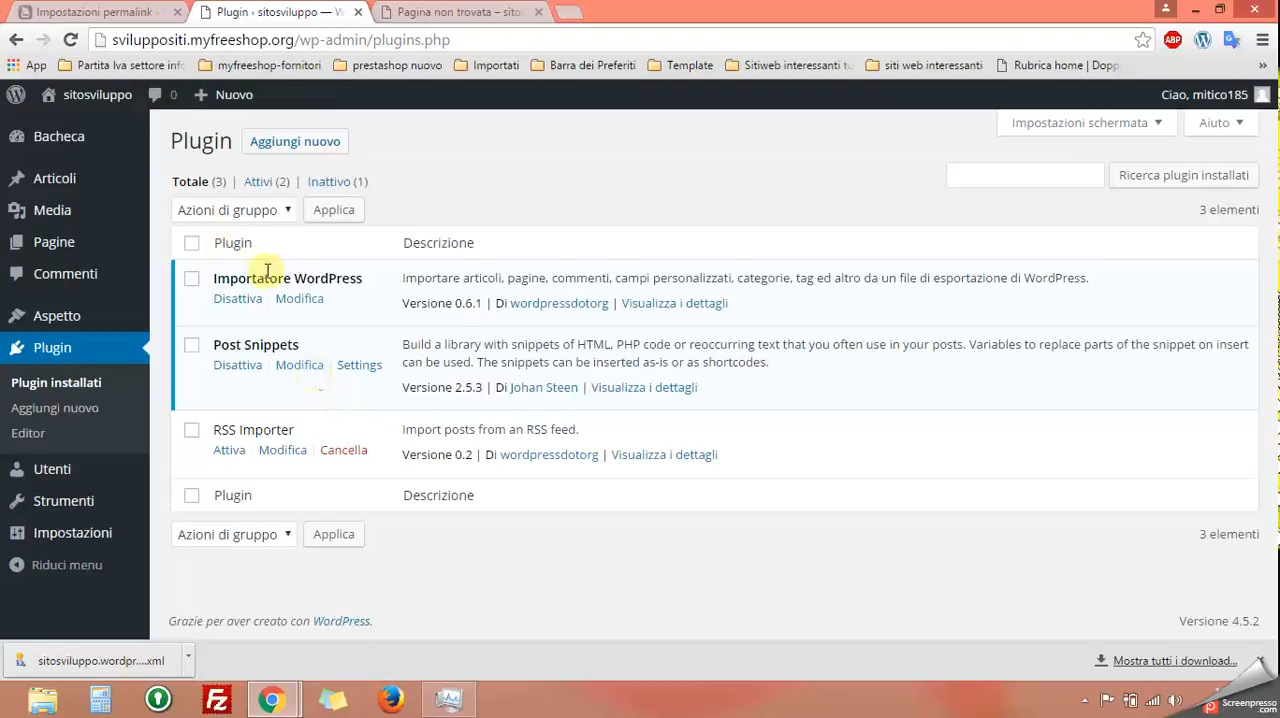 Impostazioni permalink -
Plugin ‹ sitosviluppo — W
Pagina non trovata – sitos
sviluppositi.myfreeshop.org/wp-admin/plugins.php
ABP
App
Partita Iva settore info
myfreeshop-fornitori
prestashop nuovo
Importati
Barra dei Preferiti
Template
Sitiweb interessanti tu
siti web interessanti
Rubrica home | Dopp
sitosviluppo
0
Nuovo
Ciao, mitico185
Bacheca
Articoli
Media
Pagine
Commenti
Aspetto
Plugin
Plugin installati
Aggiungi nuovo
Editor
Utenti
Strumenti
Impostazioni
Riduci menu
Impostazioni schermata
Aiuto
Plugin
Aggiungi nuovo
Totale (3) | Attivi (2) | Inattivo (1)
Ricerca plugin installati
Azioni di gruppo
Applica
3 elementi
Plugin
Descrizione
Importatore WordPress
Importare articoli, pagine, commenti, campi personalizzati, categorie, tag ed altro da un file di esportazione di WordPress.
Disattiva | Modifica
Versione 0.6.1 | Di wordpressdotorg | Visualizza i dettagli
Post Snippets
Build a library with snippets of HTML, PHP code or reoccurring text that you often use in your posts. Variables to replace parts of the snippet on insert
can be used. The snippets can be inserted as-is or as shortcodes.
Disattiva | Modifica | Settings
Versione 2.5.3 | Di Johan Steen | Visualizza i dettagli
RSS Importer
Import posts from an RSS feed.
Attiva | Modifica | Cancella
Versione 0.2 | Di wordpressdotorg | Visualizza i dettagli
Plugin
Descrizione
Azioni di gruppo
Applica
3 elementi
Grazie per aver creato con WordPress.
Versione 4.5.2
sitosviluppo.wordpr....xml
Mostra tutti i download...
Screenpresso
.com